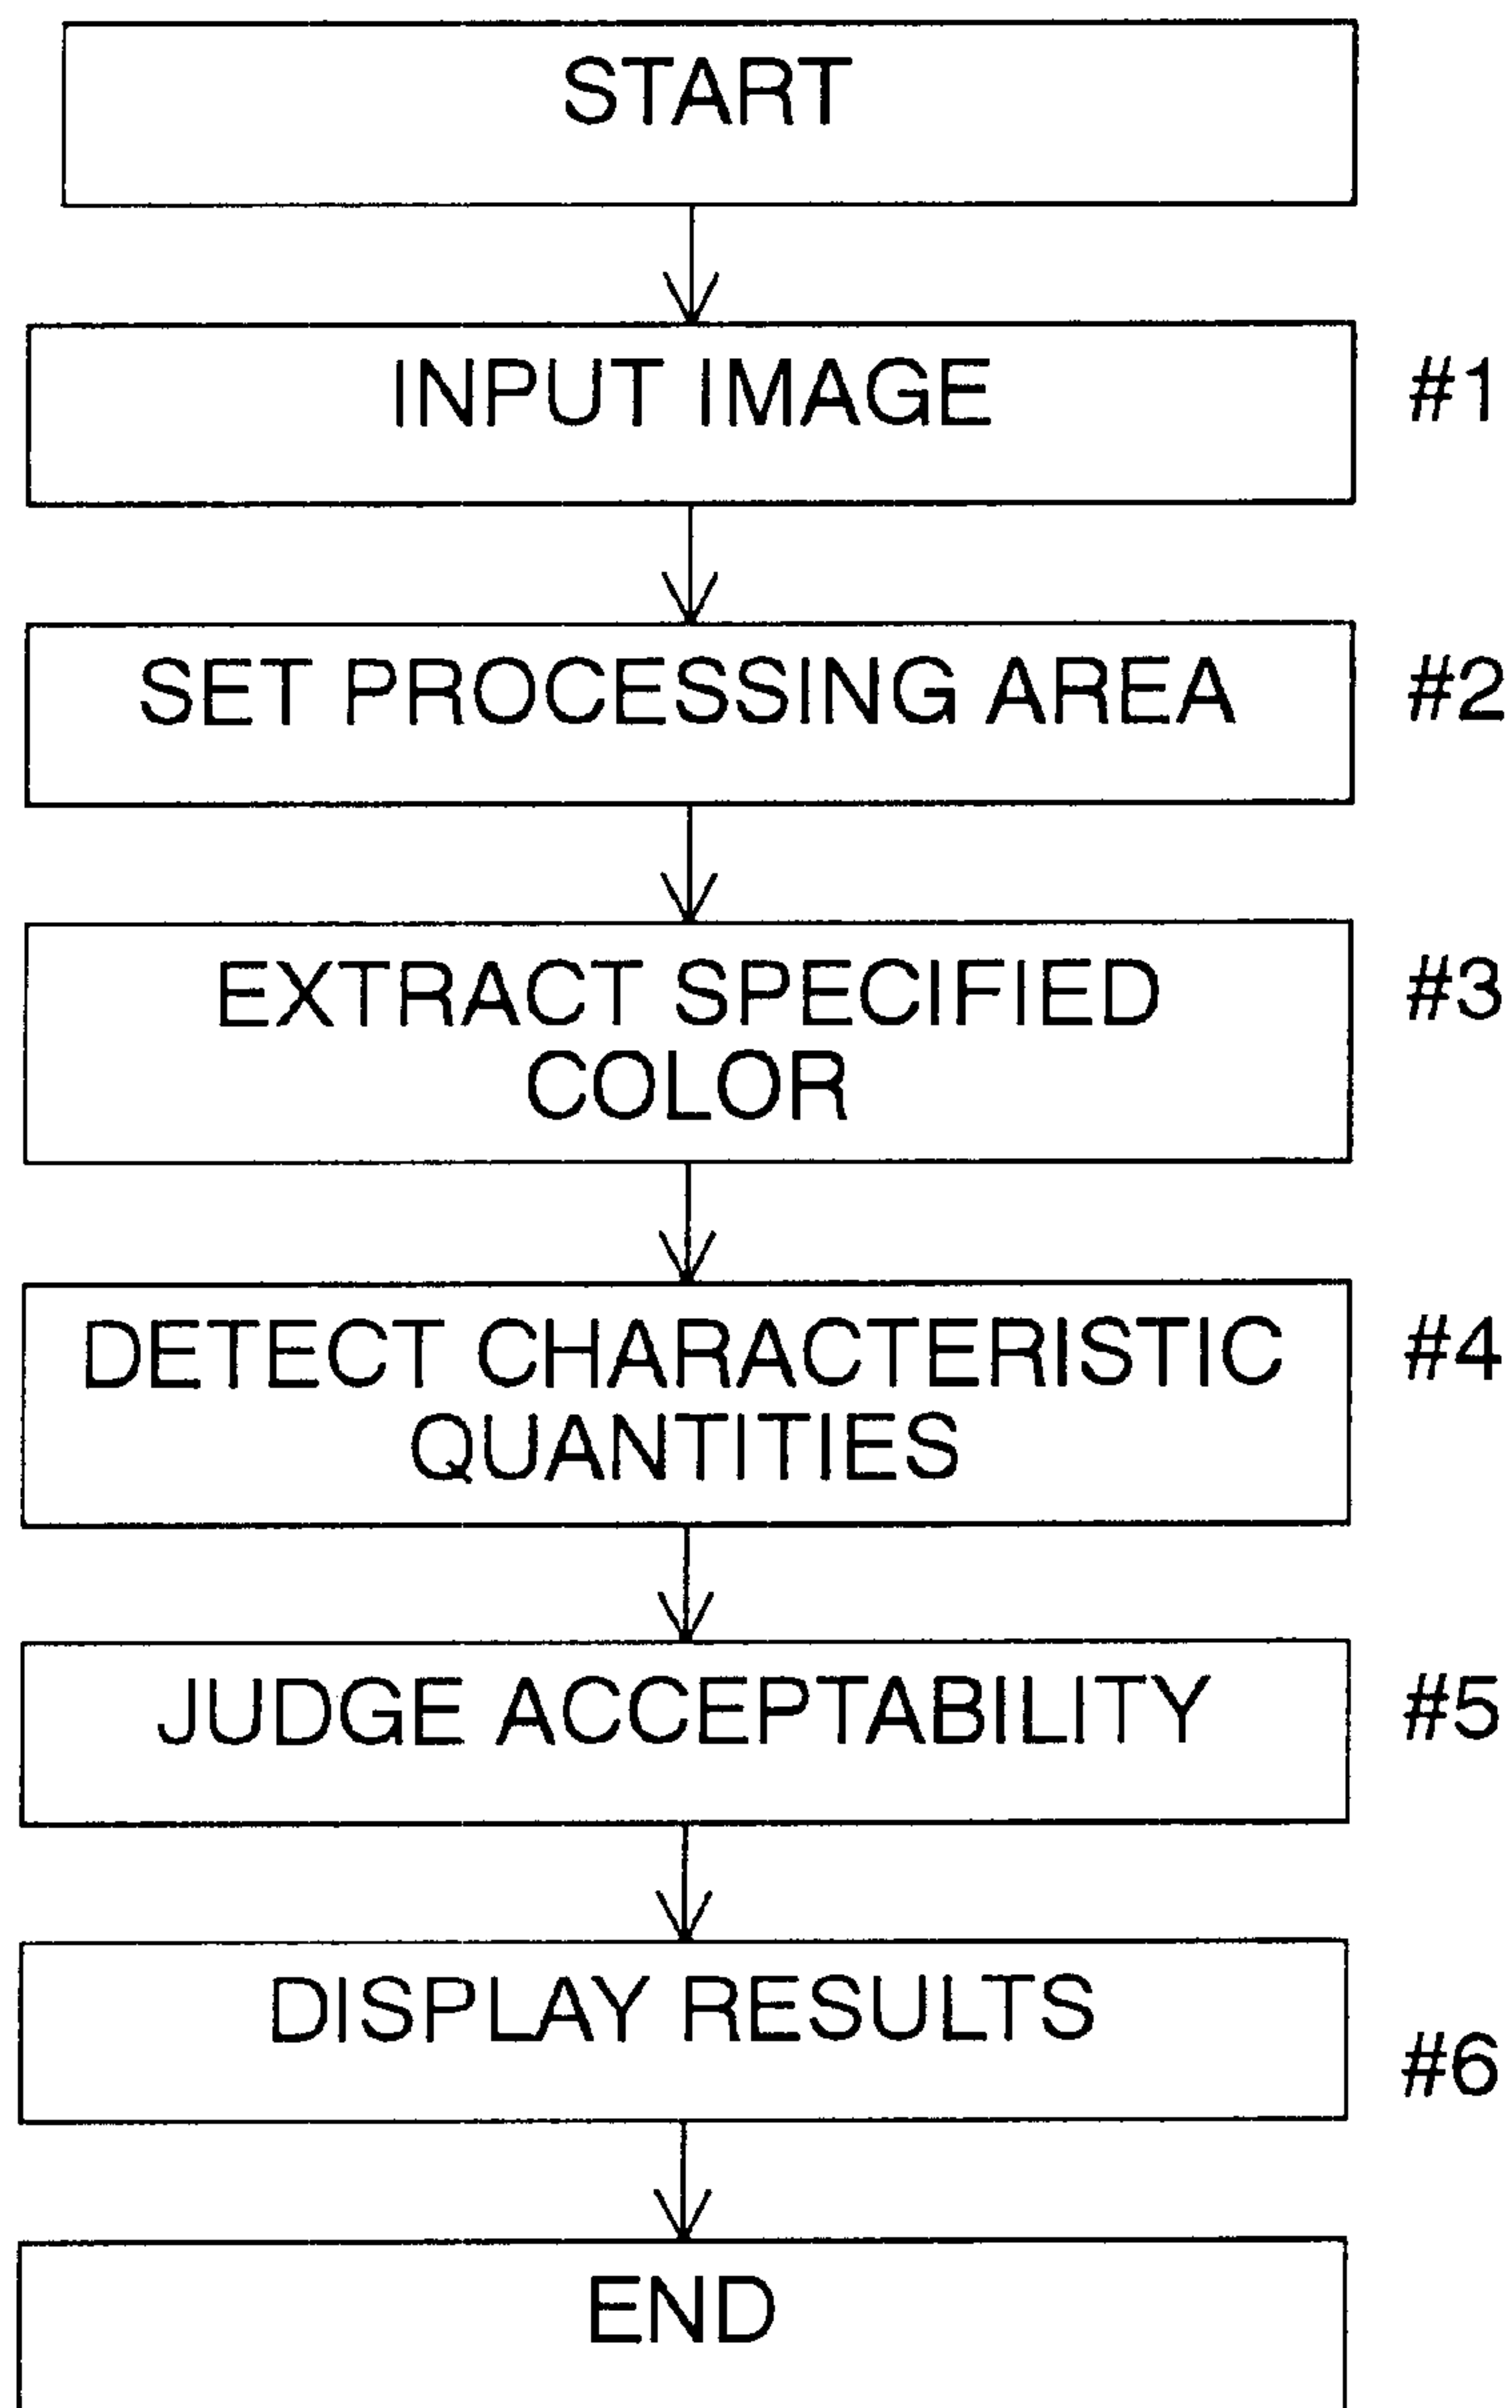 START
INPUT IMAGE #1
SET PROCESSING AREA #2
EXTRACT SPECIFIED #3
COLOR
DETECT CHARACTERISTIC #4
QUANTITIES
JUDGE ACCEPTABILITY #5
DISPLAY RESULTS
#6
END